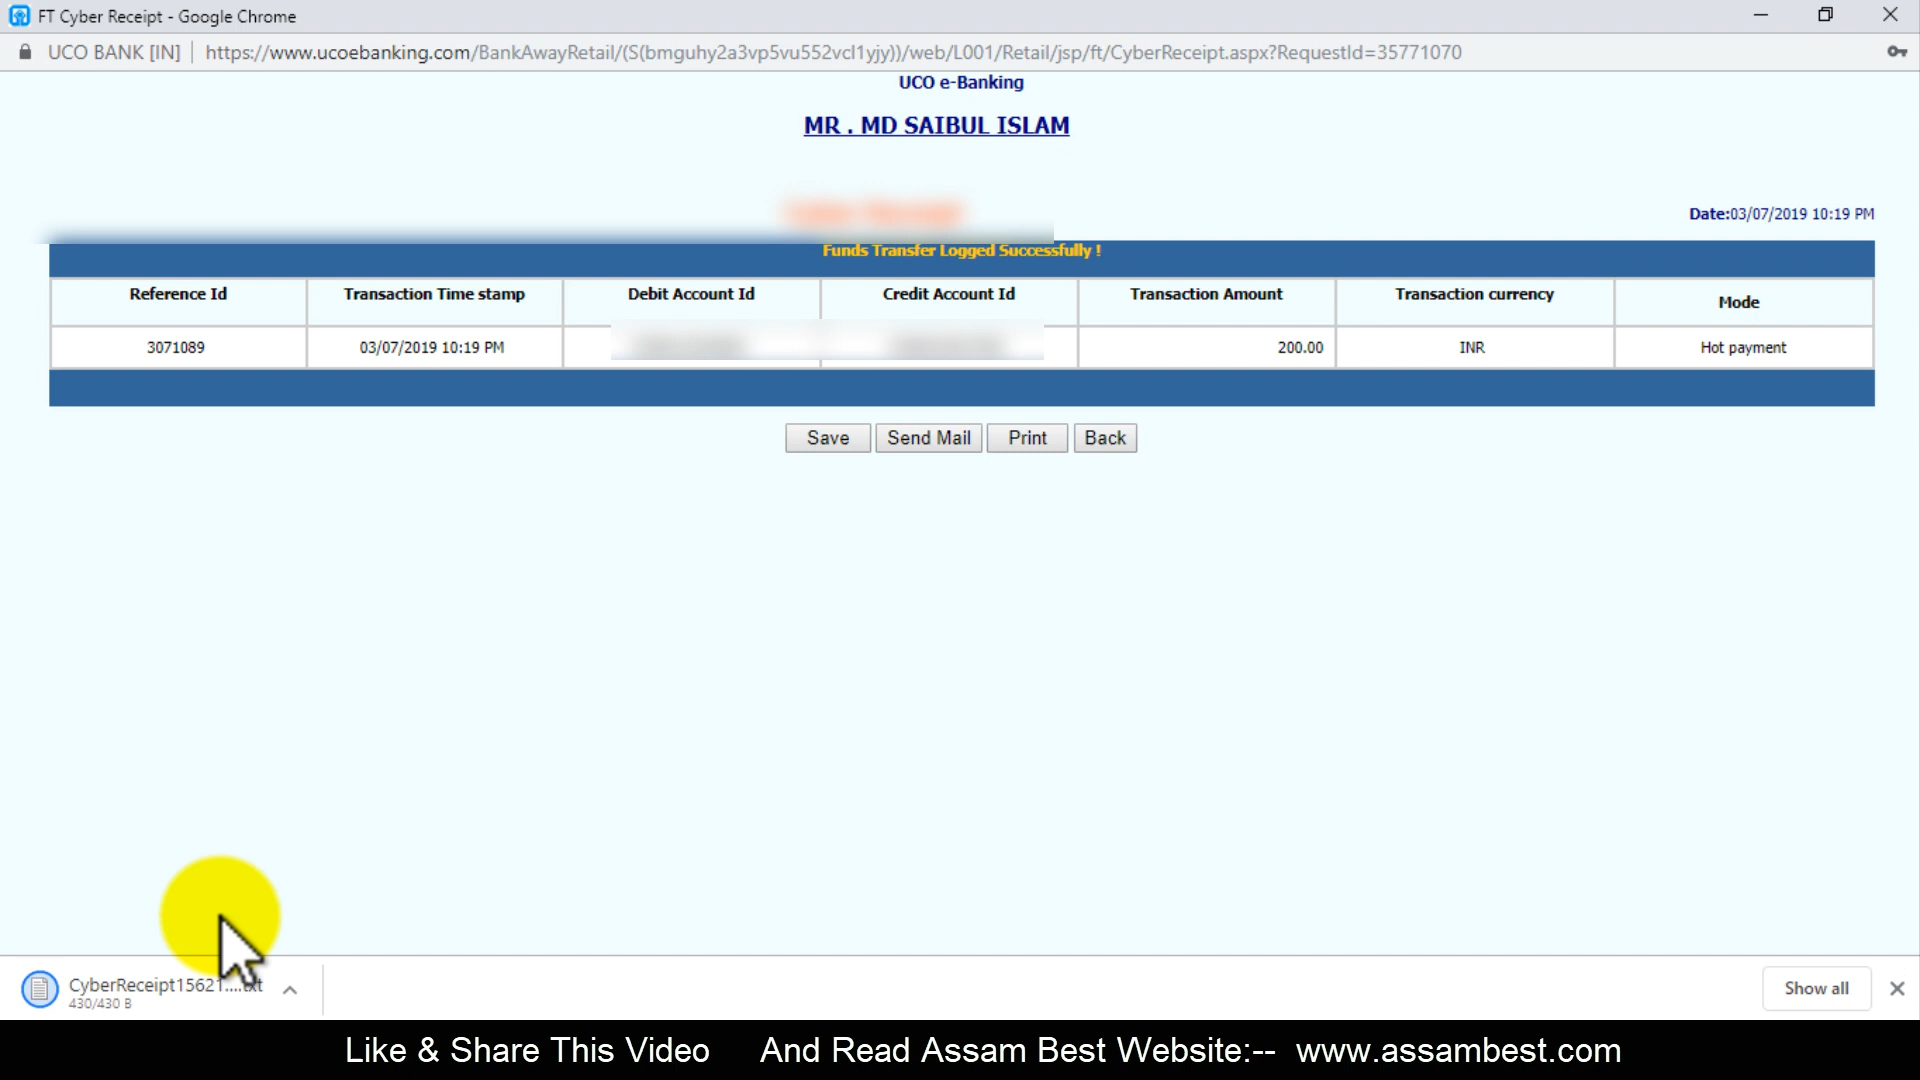 FT Cyber Receipt - Google Chrome
UCO BANK [IN] https://www.ucoebanking.com/BankAwayRetail/(S(bmguhy2a3vp5vu552vcl1yjy))/web/L001/Retail/jsp/ft/CyberReceipt.aspx?RequestId=35771070
UCO e-Banking
MR . MD SAIBUL ISLAM
Cyber Receipt
Date:03/07/2019 10:19 PM
Funds Transfer Logged Successfully !
Reference Id Transaction Time stamp Debit Account Id Credit Account Id Transaction Amount Transaction currency Mode
3071089 03/07/2019 10:19 PM 200.00 INR Hot payment
Save Send Mail Print Back
CyberReceipt15621....txt
430/430 B
Show all
Like & Share This Video And Read Assam Best Website:-- www.assambest.com